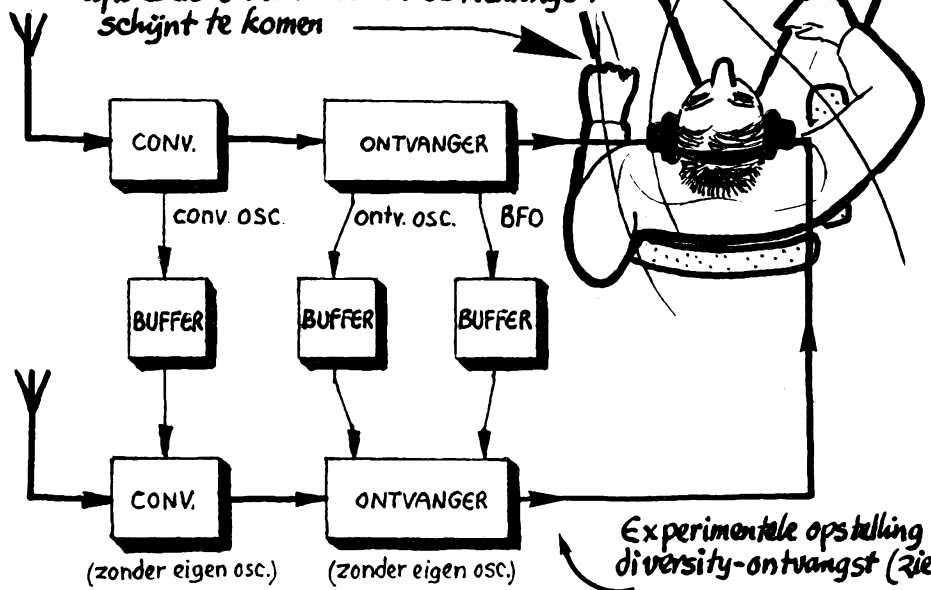 schijnt te komen
CONV.
ONTVANGER
conv. osc.
ontv. osc.
BFO
BUFFER
BUFFER
BUFFER
CONV.
ONTVANGER
(zonder eigen osc.)
(zonder eigen osc.)
Experimentele opstelling
diversity-ontvangst (zie